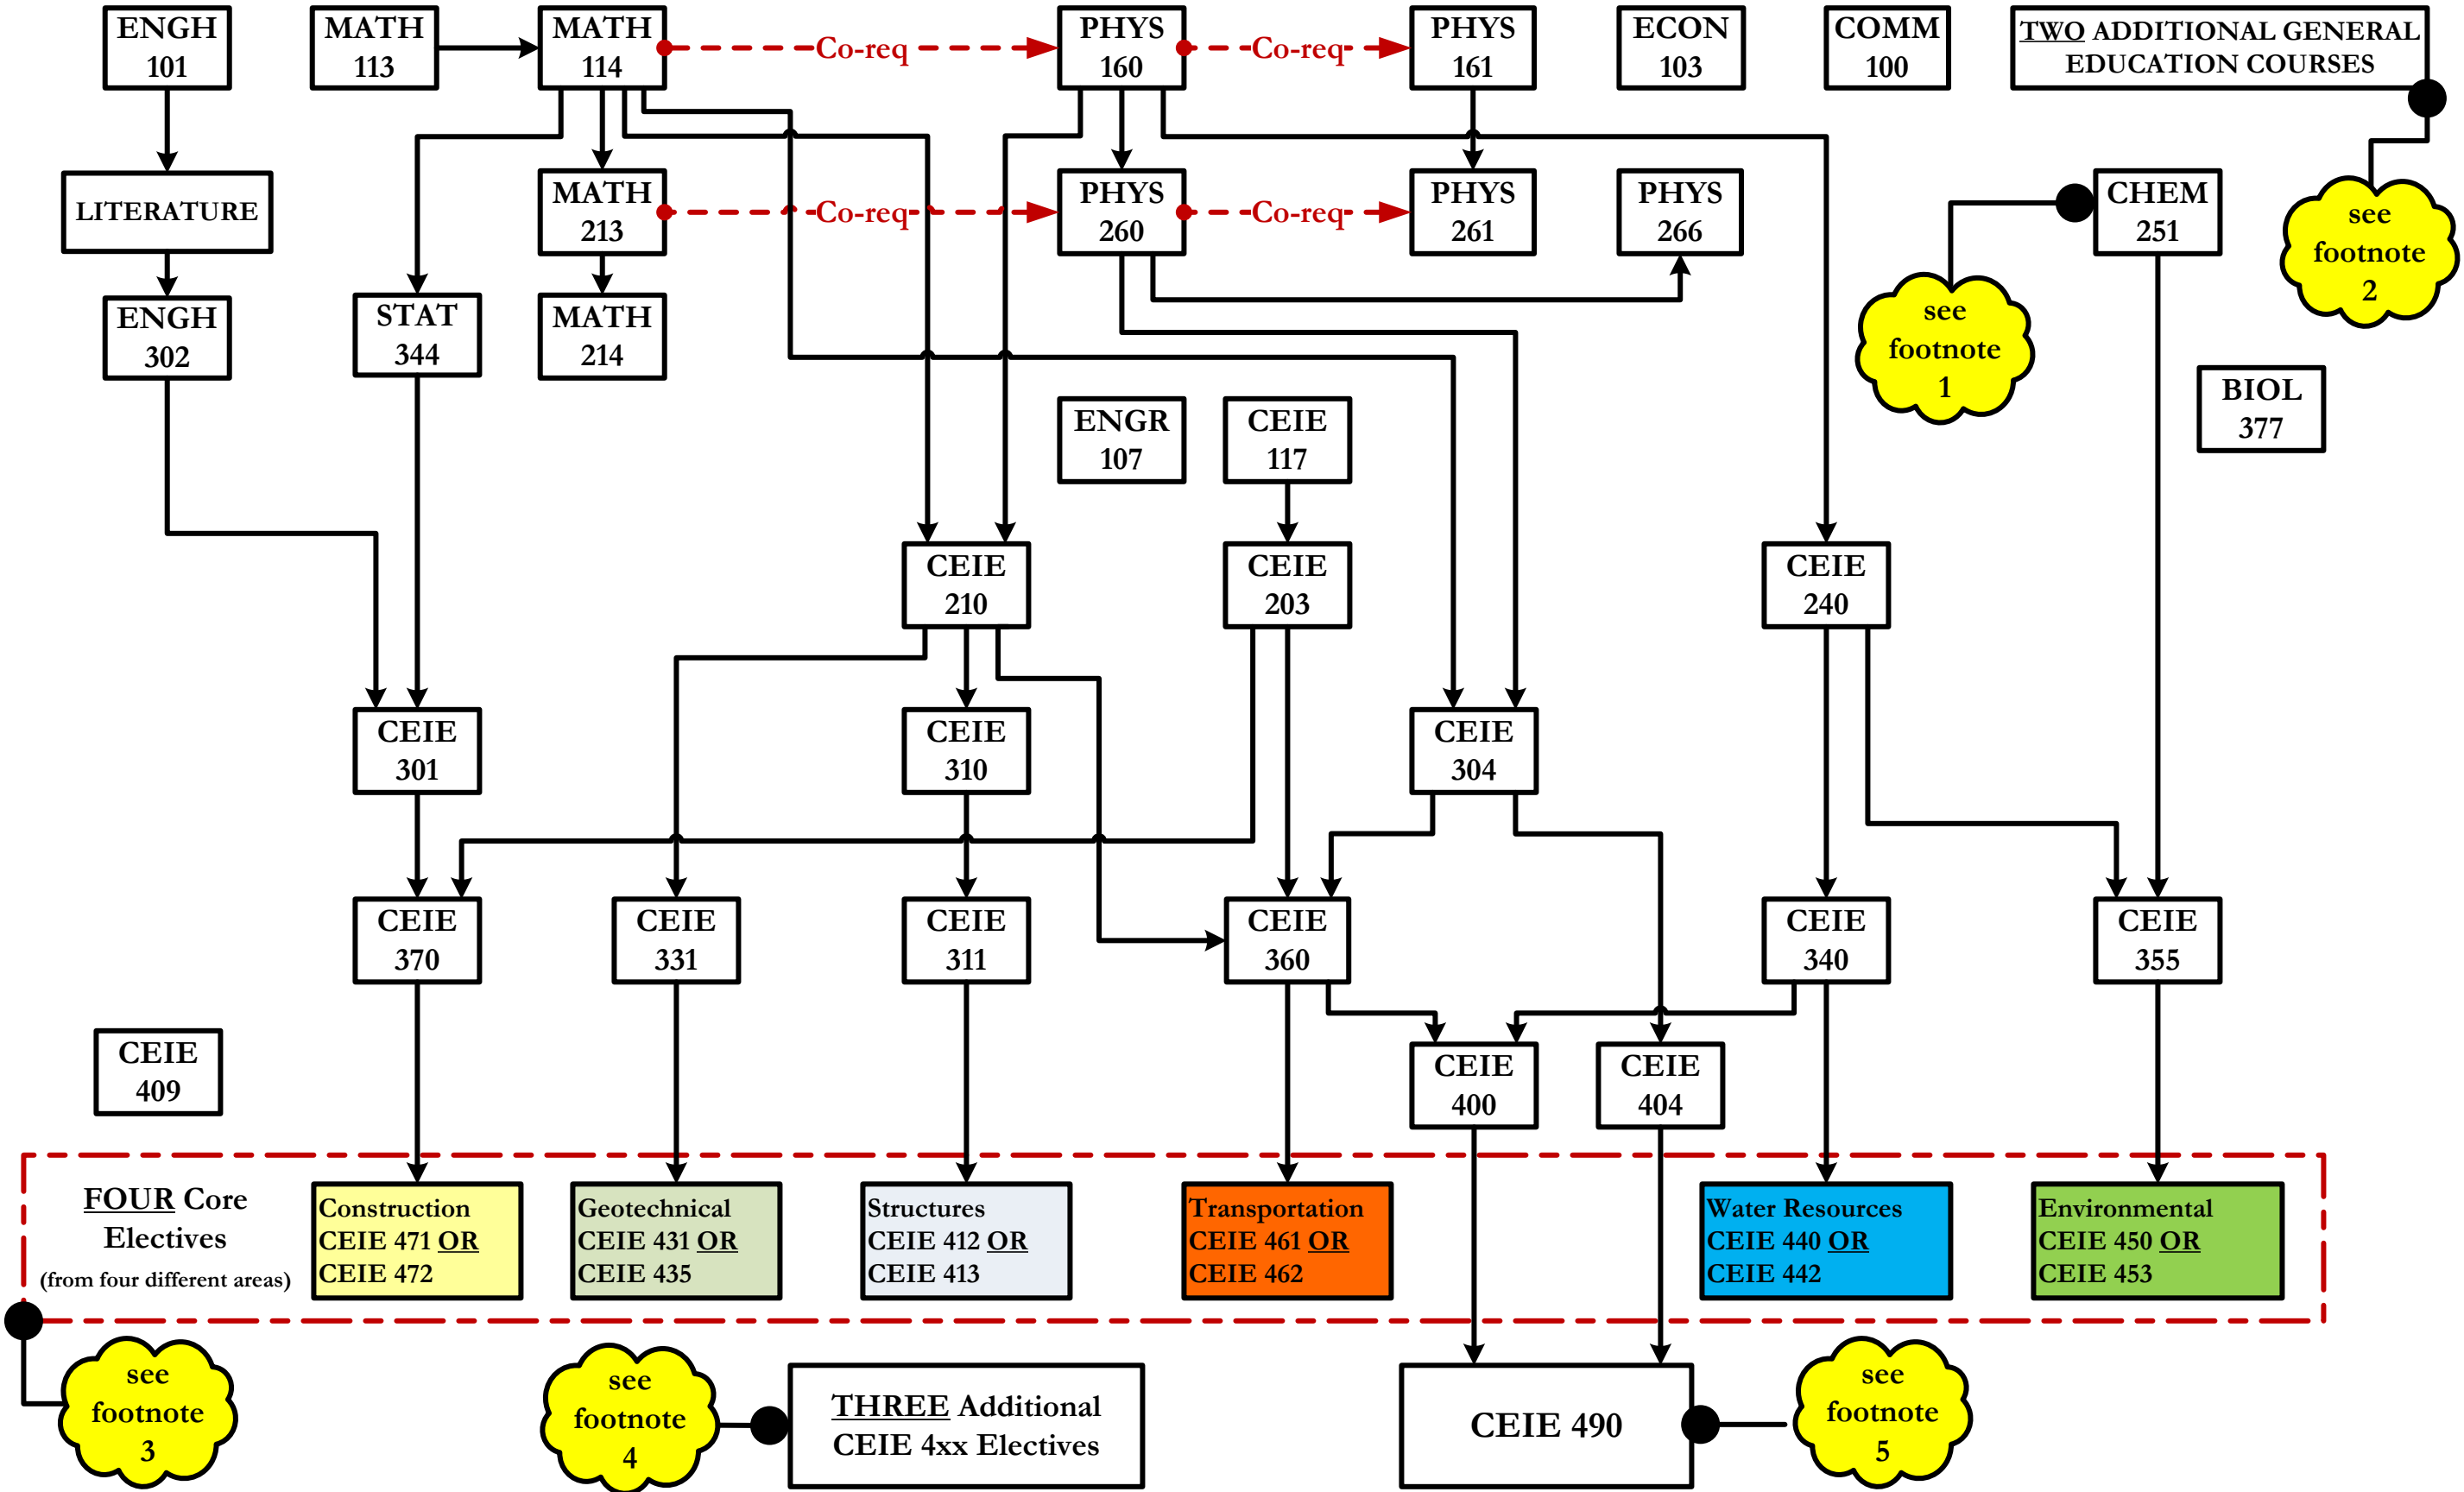 ENGH
101
MATH
113
MATH
114
Co-req
PHYS
160
Co-req
PHYS
161
ECON
103
COMM
100
TWO ADDITIONAL GENERAL
EDUCATION COURSES
LITERATURE
MATH
213
Co-req
PHYS
260
Co-req
PHYS
261
PHYS
266
CHEM
251
see
footnote
2
ENGH
302
STAT
344
MATH
214
see
footnote
1
BIOL
377
ENGR
107
CEIE
117
CEIE
210
CEIE
203
CEIE
240
CEIE
301
CEIE
310
CEIE
304
CEIE
370
CEIE
331
CEIE
311
CEIE
360
CEIE
340
CEIE
355
CEIE
409
CEIE
400
CEIE
404
FOUR Core
Electives
(from four different areas)
Construction
CEIE 471 OR
CEIE 472
Geotechnical
CEIE 431 OR
CEIE 435
Structures
CEIE 412 OR
CEIE 413
Transportation
CEIE 461 OR
CEIE 462
Water Resources
CEIE 440 OR
CEIE 442
Environmental
CEIE 450 OR
CEIE 453
see
footnote
3
see
footnote
4
THREE Additional
CEIE 4xx Electives
CEIE 490
see
footnote
5